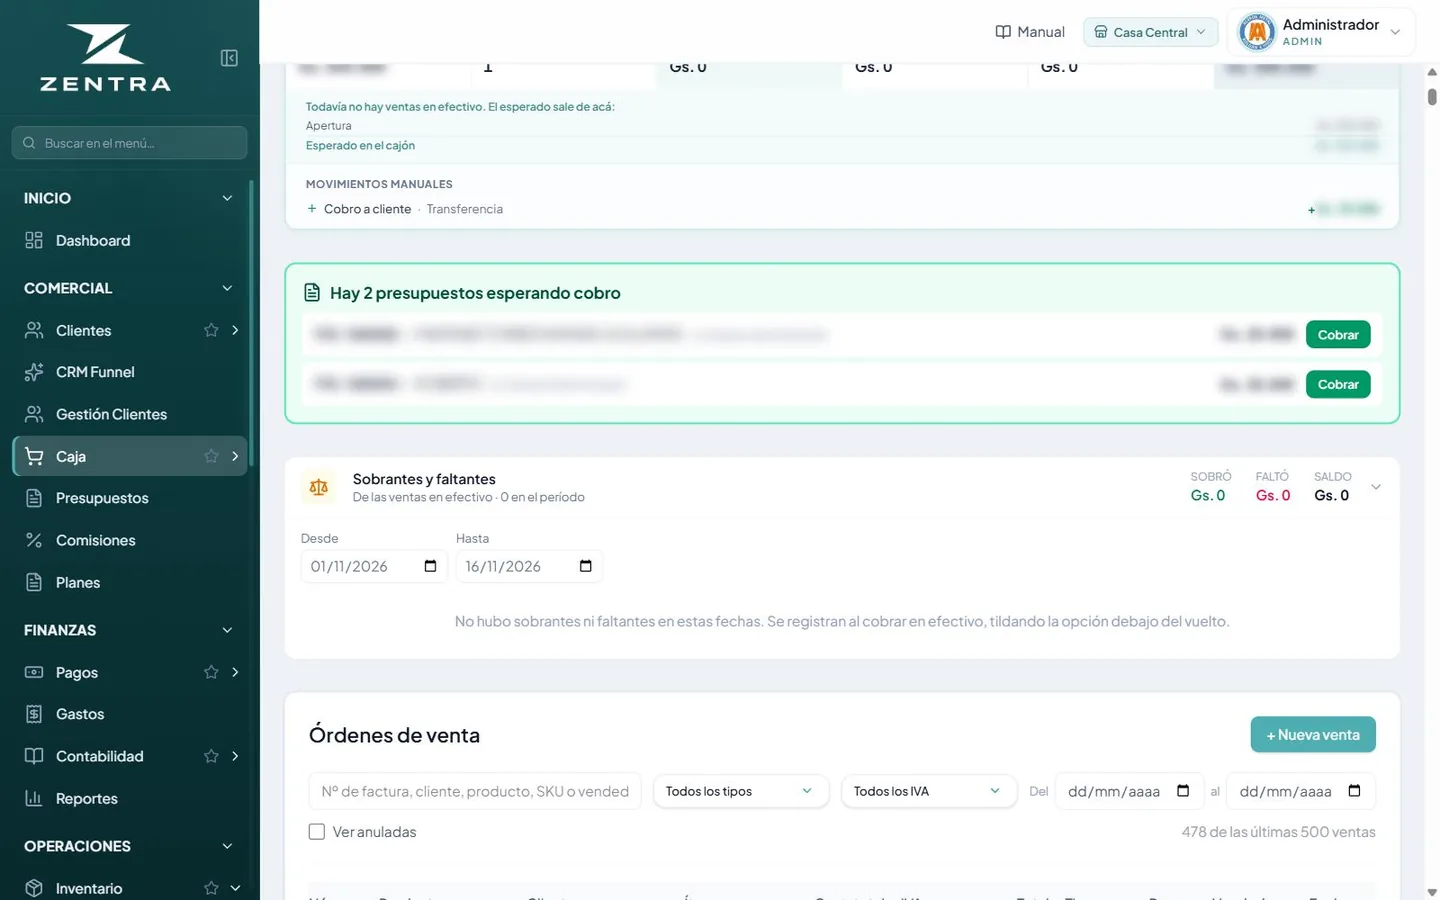 ZENTRA
Manual
Casa Central
Administrador
ADMIN
Buscar en el menú...
INICIO
Dashboard
COMERCIAL
Clientes
CRM Funnel
Gestión Clientes
Caja
Presupuestos
Comisiones
Planes
FINANZAS
Pagos
Gastos
Contabilidad
Reportes
OPERACIONES
Inventario
1
Gs. 0
Gs. 0
Gs. 0
Todavía no hay ventas en efectivo. El esperado sale de acá:
Apertura
Esperado en el cajón
MOVIMIENTOS MANUALES
+ Cobro a cliente · Transferencia
+
Hay 2 presupuestos esperando cobro
Cobrar
Cobrar
Sobrantes y faltantes
De las ventas en efectivo · 0 en el período
SOBRÓ FALTÓ SALDO
Gs. 0 Gs. 0 Gs. 0
Desde Hasta
01/11/2026 16/11/2026
No hubo sobrantes ni faltantes en estas fechas. Se registran al cobrar en efectivo, tildando la opción debajo del vuelto.
Órdenes de venta
+ Nueva venta
Nº de factura, cliente, producto, SKU o vended
Todos los tipos
Todos los IVA
Del dd/mm/aaaa al dd/mm/aaaa
Ver anuladas
478 de las últimas 500 ventas